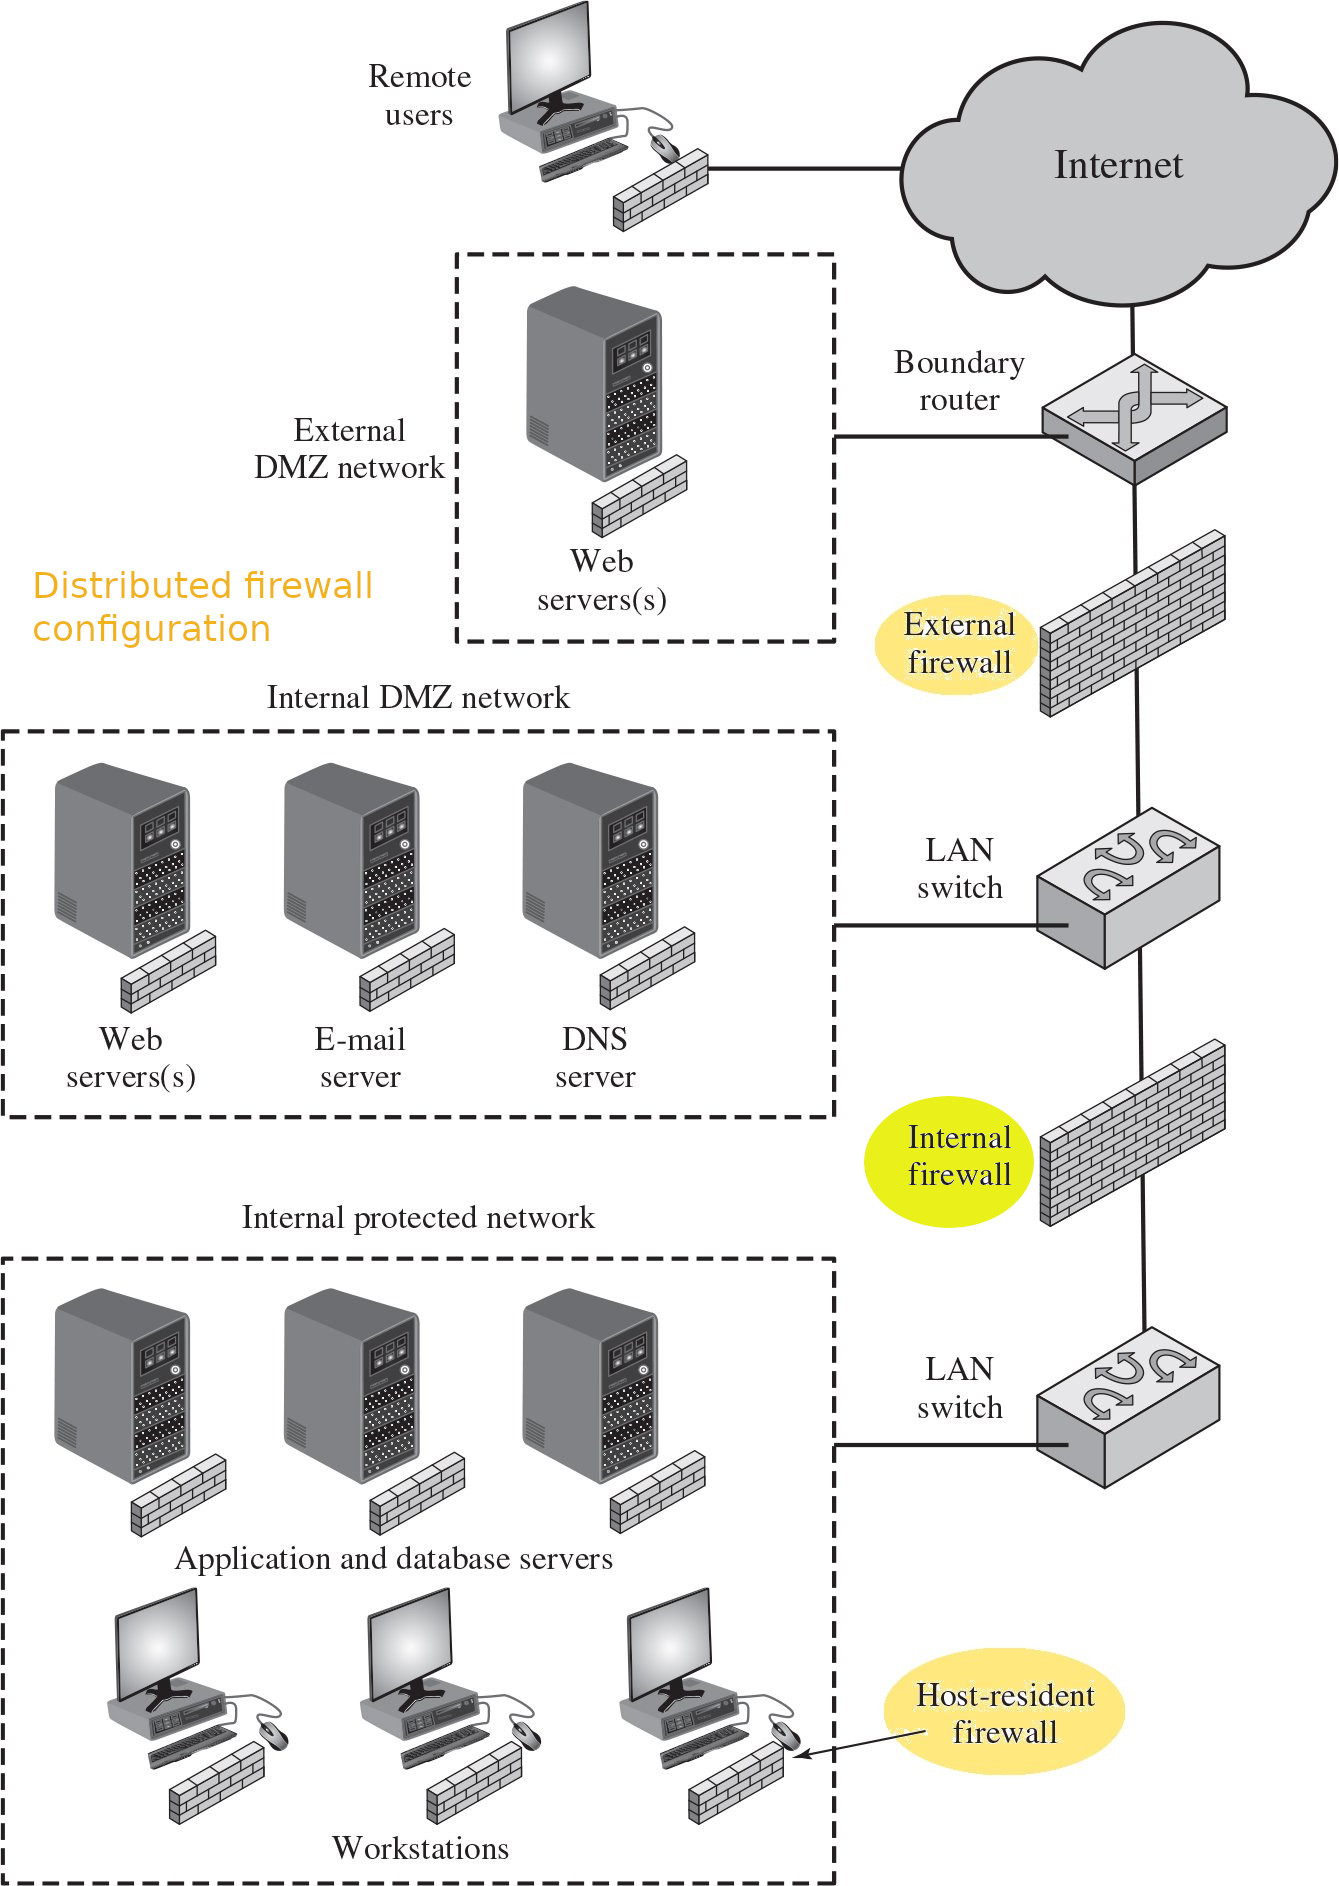 Remote
users
Internet
Boundary
router
External
DMZ network
Web
servers(s)
Distributed firewall
configuration
External
firewall
Internal DMZ network
LAN
switch
Web
servers(s)
E-mail
server
DNS
server
Internal
firewall
Internal protected network
LAN
switch
Application and database servers
Host-resident
firewall
Workstations